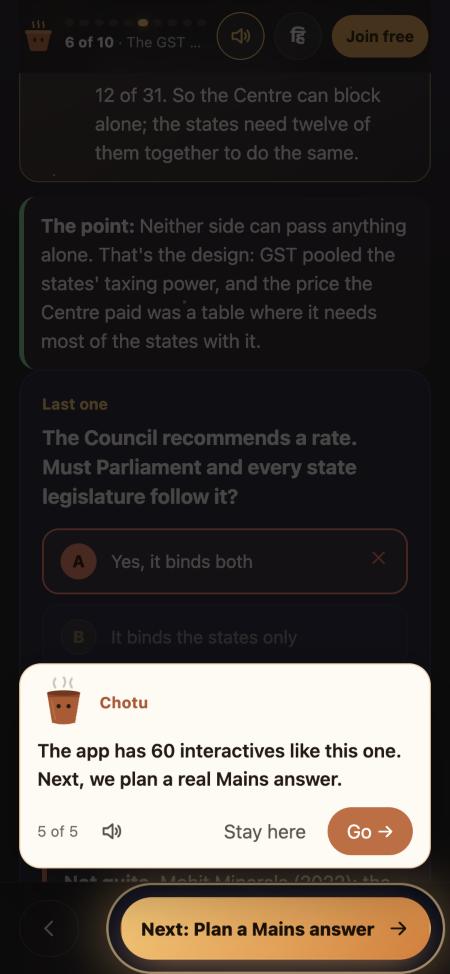 6 of 10 · The GST ...
हिं
Join free
12 of 31. So the Centre can block
alone; the states need twelve of
them together to do the same.
The point: Neither side can pass anything
alone. That's the design: GST pooled the
states' taxing power, and the price the
Centre paid was a table where it needs
most of the states with it.
Last one
The Council recommends a rate.
Must Parliament and every state
legislature follow it?
A Yes, it binds both
B It binds the states only
Chotu
The app has 60 interactives like this one.
Next, we plan a real Mains answer.
5 of 5
Stay here
Go →
Not quite. Mohit Minerals (2022): the
Next: Plan a Mains answer →